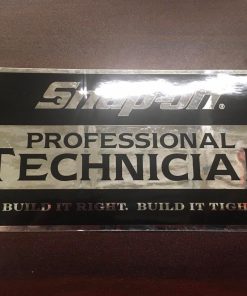 Snap-on®
PROFESSIONAL
TECHNICIA
BUILD IT RIGHT. BUILD IT TIGH